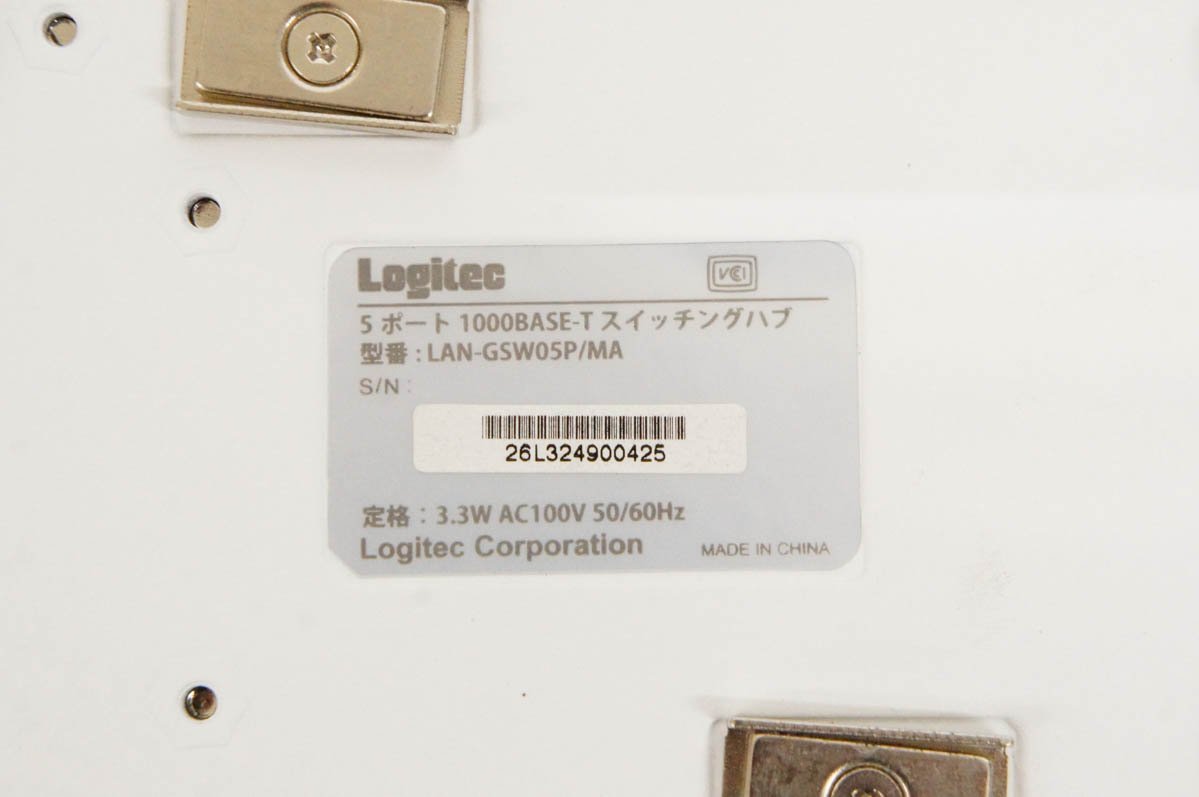 Logitec VCCI
5 ポート 1000BASE-T スイッチングハブ
型番 : LAN-GSW05P/MA
S/N :
26L324900425
定格 : 3.3W AC100V 50/60Hz
Logitec Corporation MADE IN CHINA